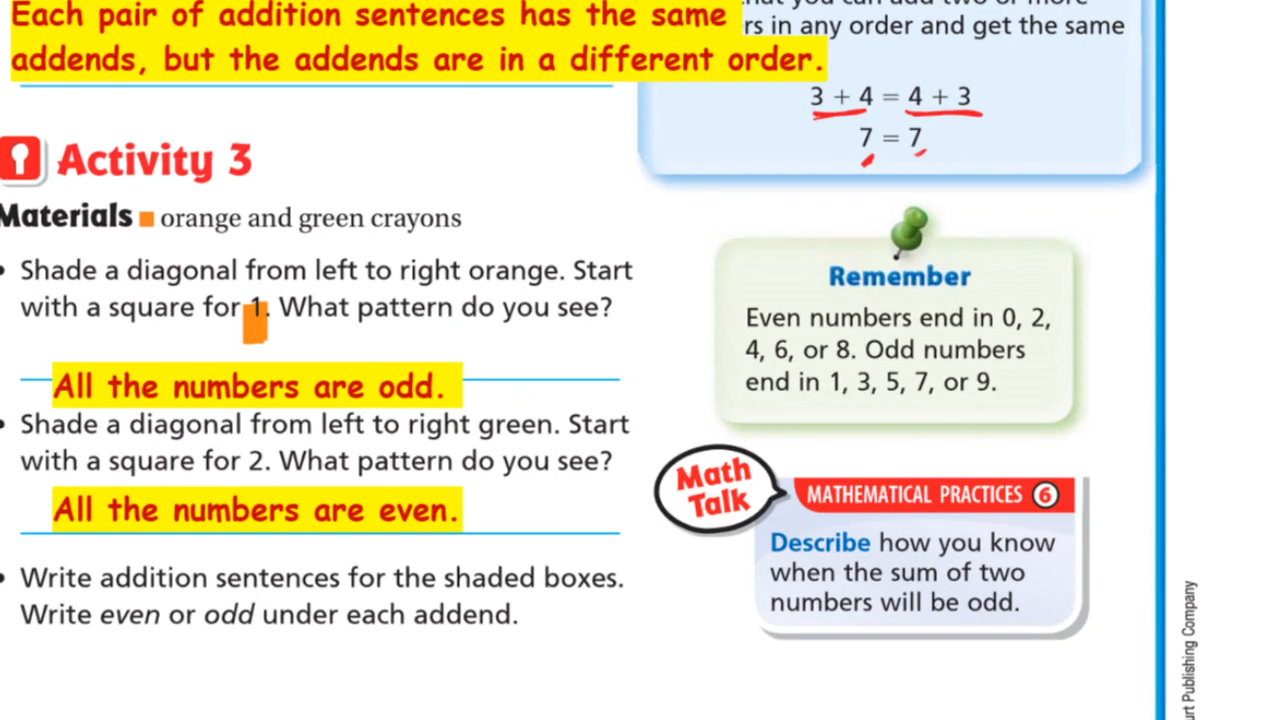 Each pair of addition sentences has the same
addends, but the addends are in a different order.
you can add two or more
in any order and get the same
3 + 4 = 4 + 3
7 = 7
Activity 3
Materials ■ orange and green crayons
• Shade a diagonal from left to right orange. Start
with a square for 1. What pattern do you see?
All the numbers are odd.
• Shade a diagonal from left to right green. Start
with a square for 2. What pattern do you see?
All the numbers are even.
• Write addition sentences for the shaded boxes.
Write even or odd under each addend.
Remember
Even numbers end in 0, 2,
4, 6, or 8. Odd numbers
end in 1, 3, 5, 7, or 9.
Math
Talk
MATHEMATICAL PRACTICES 6
Describe how you know
when the sum of two
numbers will be odd.
Publishing Company